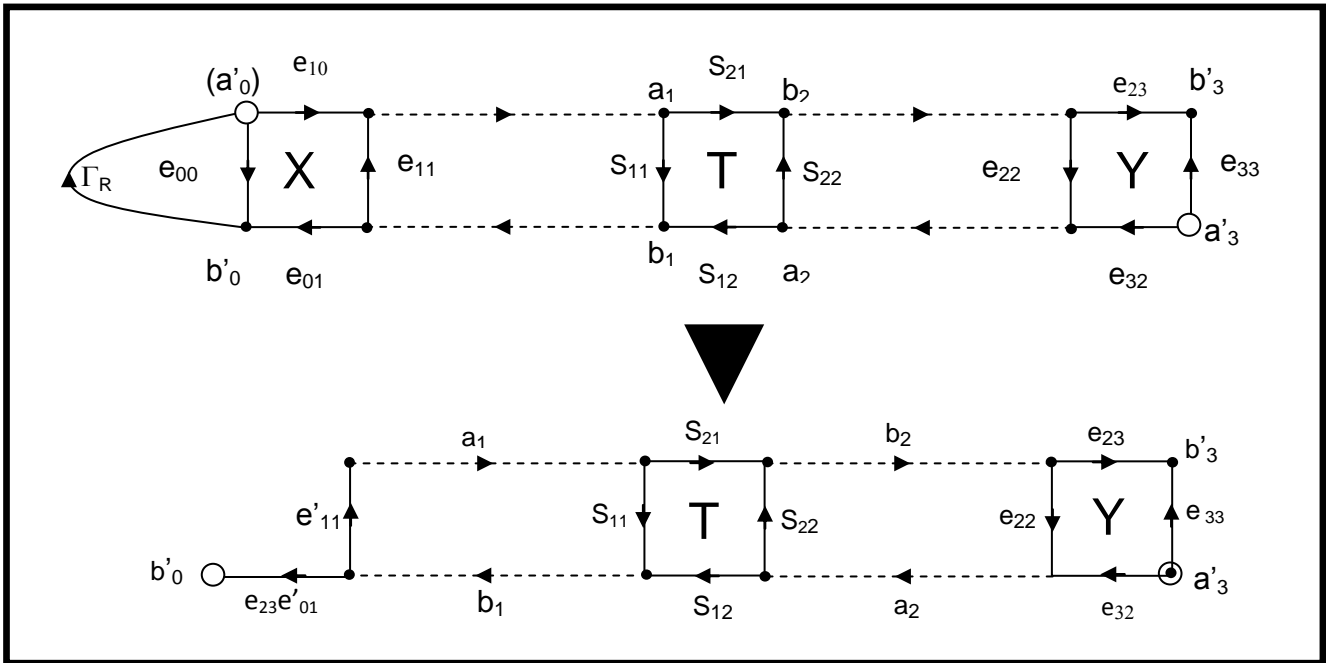 e₁₀ S₂₁
(a'₀) a₁ b₂ e₂₃ b'₃
Γ_R e₀₀ X e₁₁ S₁₁ T S₂₂ e₂₂ Y e₃₃
b'₀ e₀₁ b₁ S₁₂ a₂ e₃₂ a'₃
a₁ S₂₁ b₂ e₂₃ b'₃
e'₁₁ S₁₁ T S₂₂ e₂₂ Y e₃₃
b'₀ e₂₃e'₀₁ b₁ S₁₂ a₂ e₃₂ a'₃